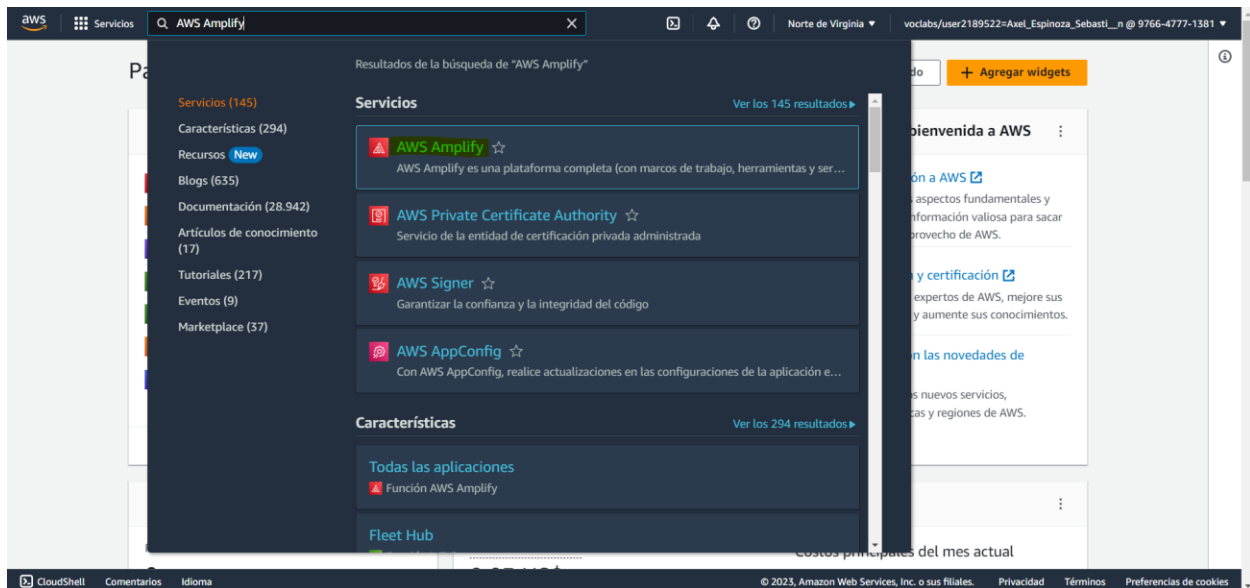 aws
Servicios
AWS Amplify
Norte de Virginia ▼
voclabs/user2189522=Axel_Espinoza_Sebasti__n @ 9766-4777-1381 ▼
Resultados de la búsqueda de “AWS Amplify”
+ Agregar widgets
Servicios (145)
Características (294)
Recursos New
Blogs (635)
Documentación (28.942)
Artículos de conocimiento
(17)
Tutoriales (217)
Eventos (9)
Marketplace (37)
Servicios
Ver los 145 resultados
AWS Amplify
AWS Amplify es una plataforma completa (con marcos de trabajo, herramientas y ser...
AWS Private Certificate Authority
Servicio de la entidad de certificación privada administrada
AWS Signer
Garantizar la confianza y la integridad del código
AWS AppConfig
Con AWS AppConfig, realice actualizaciones en las configuraciones de la aplicación e...
Características
Ver los 294 resultados
Todas las aplicaciones
Función AWS Amplify
Fleet Hub
bienvenida a AWS
ón a AWS
aspectos fundamentales y
nformación valiosa para sacar
provecho de AWS.
y certificación
expertos de AWS, mejore sus
y aumente sus conocimientos.
n las novedades de
s nuevos servicios,
cas y regiones de AWS.
del mes actual
CloudShell
Comentarios
Idioma
© 2023, Amazon Web Services, Inc. o sus filiales.
Privacidad
Términos
Preferencias de cookies